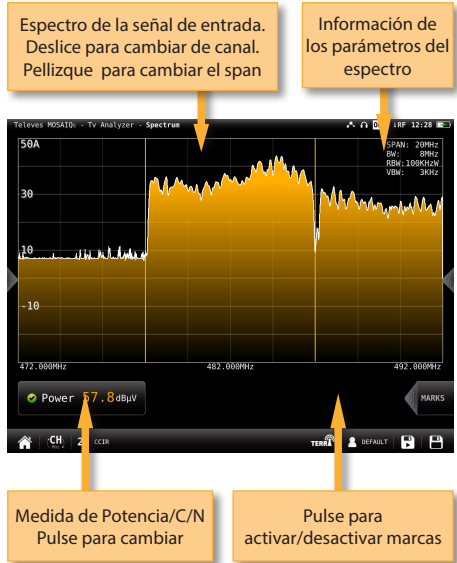 Espectro de la señal de entrada.
Deslice para cambiar de canal.
Pellizque para cambiar el span
Información de
los parámetros del
espectro
Televes MOSAIQ6 - Tv Analyzer - Spectrum
RF 12:28
50A
SPAN: 20MHz
BW: 8MHz
RBW:100KHzW
VBW: 3KHz
30
10
-10
472.000MHz 482.000MHz 492.000MHz
Power 57.8dBµV
MARKS
CH CCIR
TERR DEFAULT
Medida de Potencia/C/N
Pulse para cambiar
Pulse para
activar/desactivar marcas